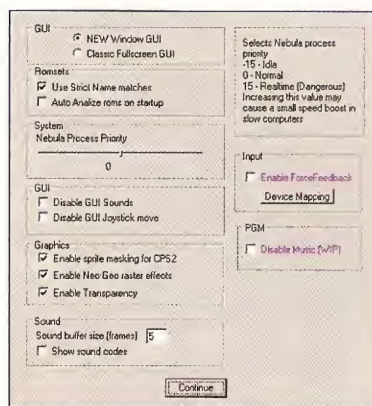 GUI
NEW Window GUI
Classic Fullscreen GUI
Romsets
Use Strict Name matches
Auto Analize roms on startup
System
Nebula Process Priority
0
GUI
Disable GUI Sounds
Disable GUI Joystick move
Graphics
Enable sprite masking for CPS2
Enable Neo Geo raster effects
Enable Transparency
Sound
Sound buffer size (frames) 5
Show sound codes
Selects Nebula process
priority
-15 - Idle
0 - Normal
15 - Realtime (Dangerous)
Increasing this value may
cause a small speed boost in
slow computers
Input
Enable ForceFeedback
Device Mapping
PGM
Disable Music (WIP)
Continue